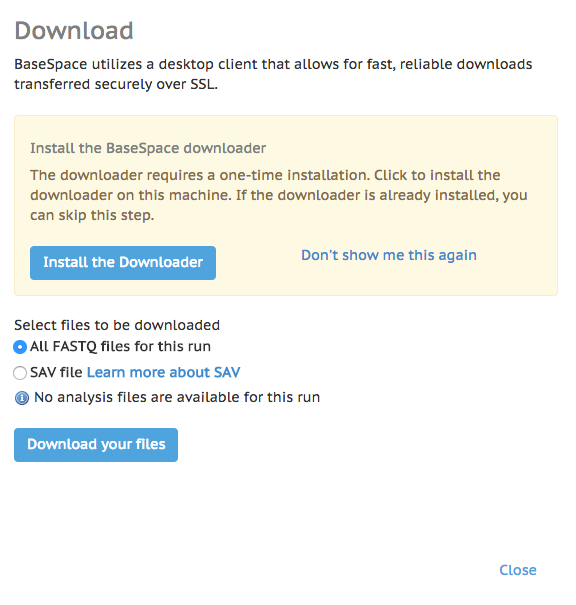 Download
BaseSpace utilizes a desktop client that allows for fast, reliable downloads
transferred securely over SSL.
Install the BaseSpace downloader
The downloader requires a one-time installation. Click to install the
downloader on this machine. If the downloader is already installed, you
can skip this step.
Install the Downloader
Don't show me this again
Select files to be downloaded
All FASTQ files for this run
SAV file Learn more about SAV
No analysis files are available for this run
Download your files
Close